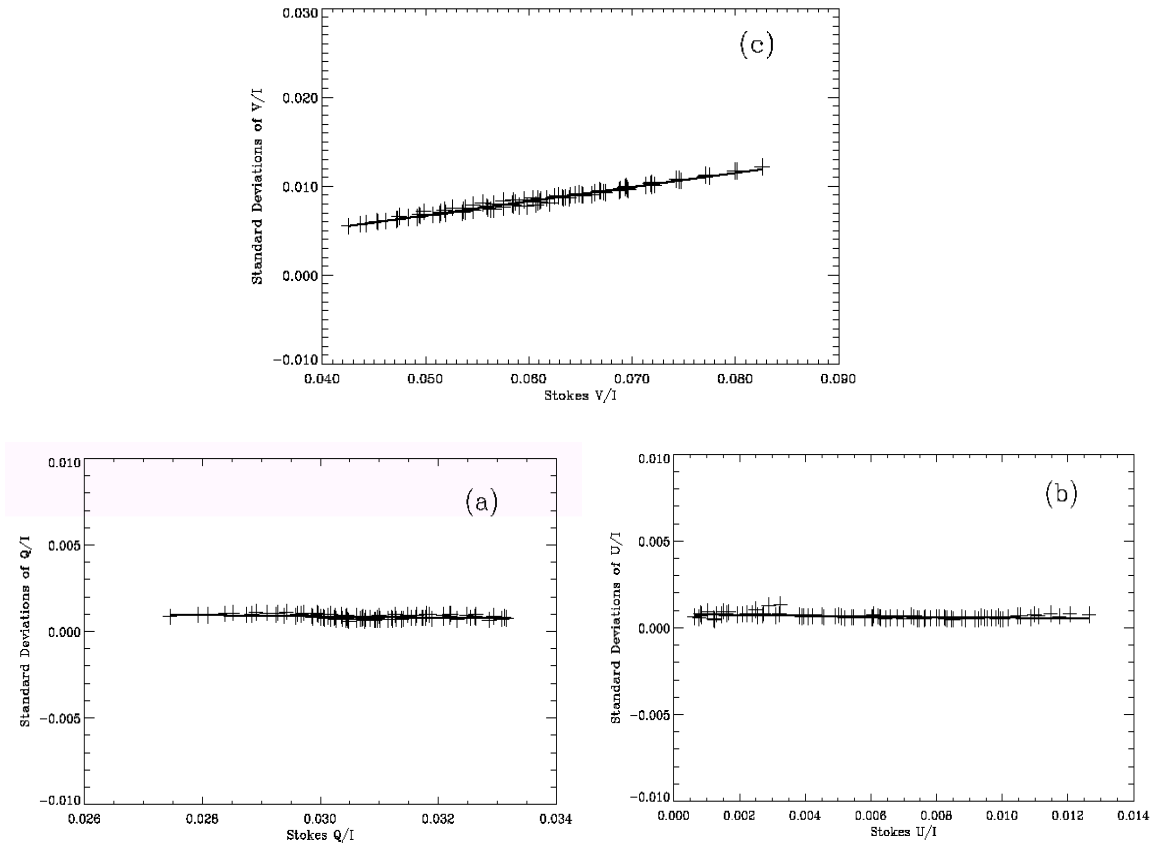 (c)
Standard Deviations of V/I
0.030
0.020
0.010
0.000
−0.010
0.040 0.050 0.060 0.070 0.080 0.090
Stokes V/I
(a)
Standard Deviations of Q/I
0.010
0.005
0.000
−0.005
−0.010
0.026 0.028 0.030 0.032 0.034
Stokes Q/I
(b)
Standard Deviations of U/I
0.010
0.005
0.000
−0.005
−0.010
0.000 0.002 0.004 0.006 0.008 0.010 0.012 0.014
Stokes U/I